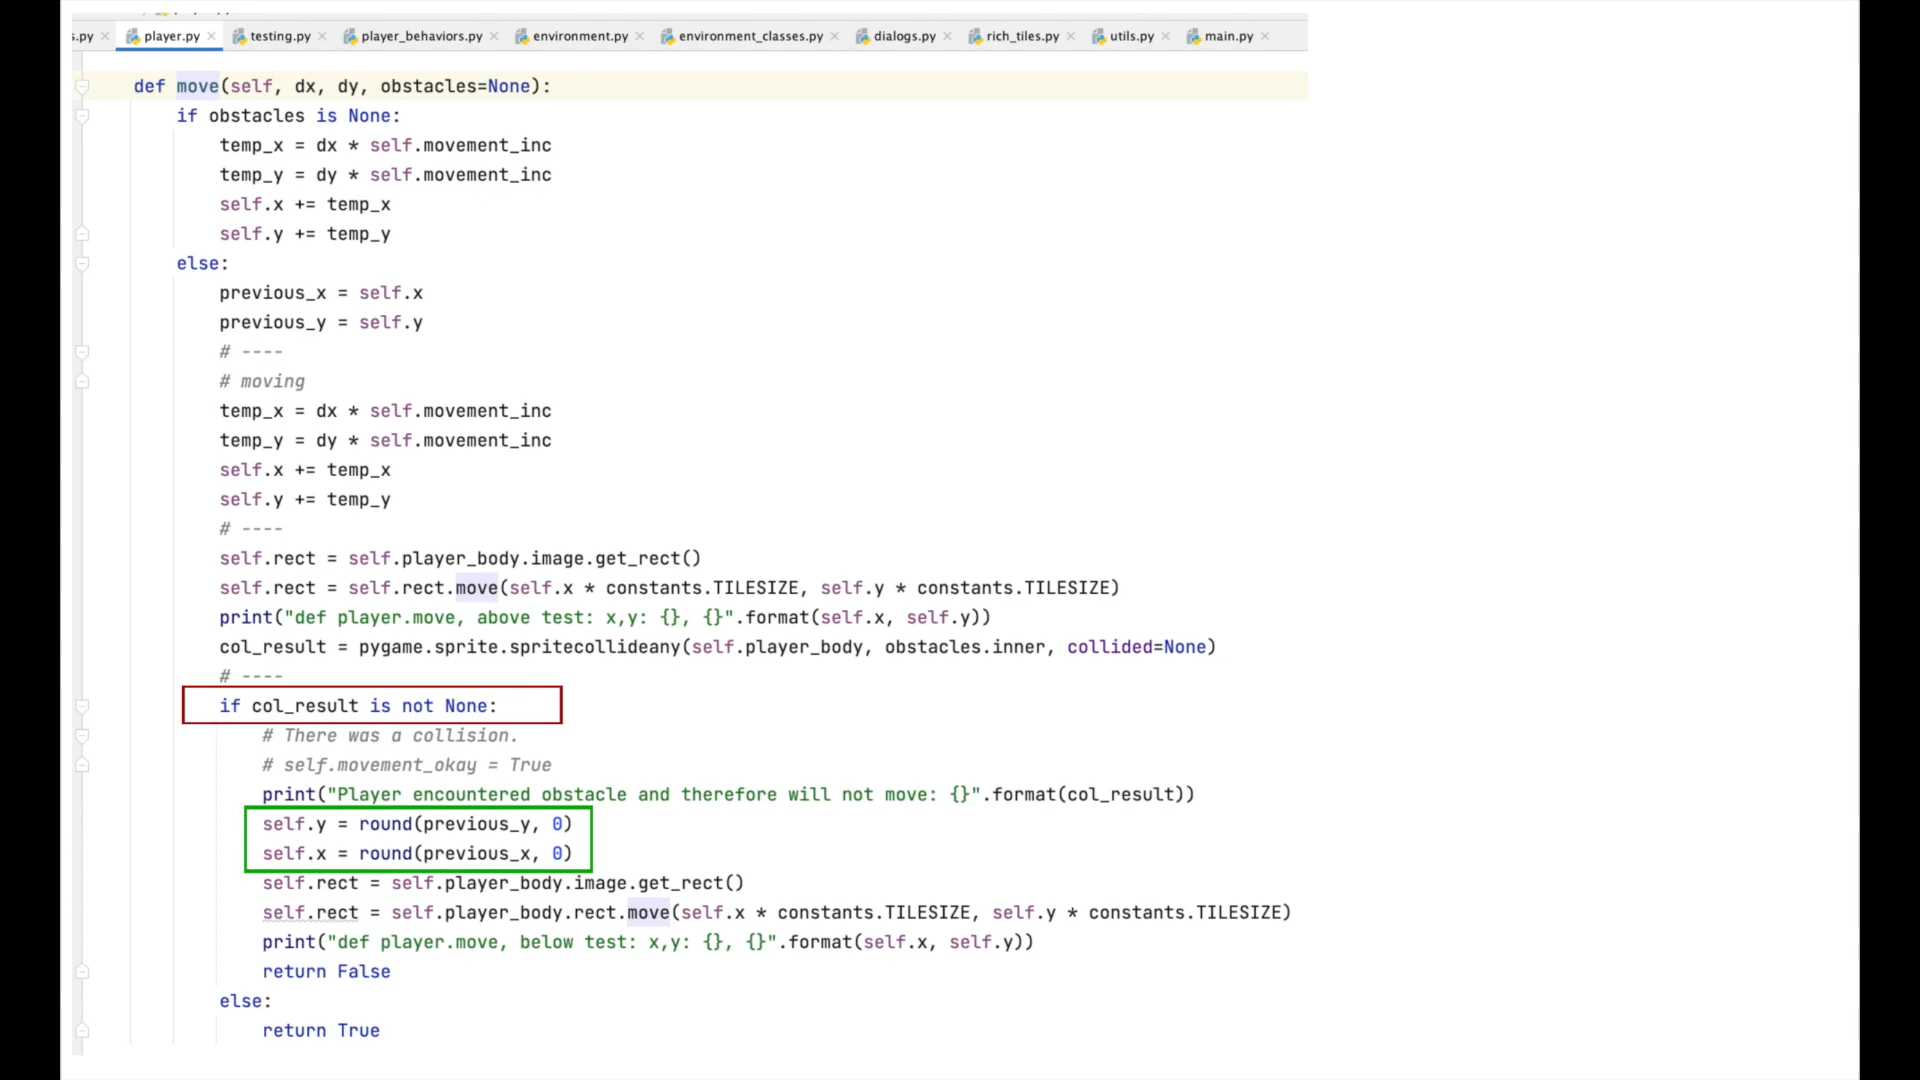 s.py player.py testing.py player_behaviors.py environment.py environment_classes.py dialogs.py rich_tiles.py utils.py main.py
def move(self, dx, dy, obstacles=None):
if obstacles is None:
temp_x = dx * self.movement_inc
temp_y = dy * self.movement_inc
self.x += temp_x
self.y += temp_y
else:
previous_x = self.x
previous_y = self.y
# ----
# moving
temp_x = dx * self.movement_inc
temp_y = dy * self.movement_inc
self.x += temp_x
self.y += temp_y
# ----
self.rect = self.player_body.image.get_rect()
self.rect = self.rect.move(self.x * constants.TILESIZE, self.y * constants.TILESIZE)
print("def player.move, above test: x,y: {}, {}".format(self.x, self.y))
col_result = pygame.sprite.spritecollideany(self.player_body, obstacles.inner, collided=None)
# ----
if col_result is not None:
# There was a collision.
# self.movement_okay = True
print("Player encountered obstacle and therefore will not move: {}".format(col_result))
self.y = round(previous_y, 0)
self.x = round(previous_x, 0)
self.rect = self.player_body.image.get_rect()
self.rect = self.player_body.rect.move(self.x * constants.TILESIZE, self.y * constants.TILESIZE)
print("def player.move, below test: x,y: {}, {}".format(self.x, self.y))
return False
else:
return True